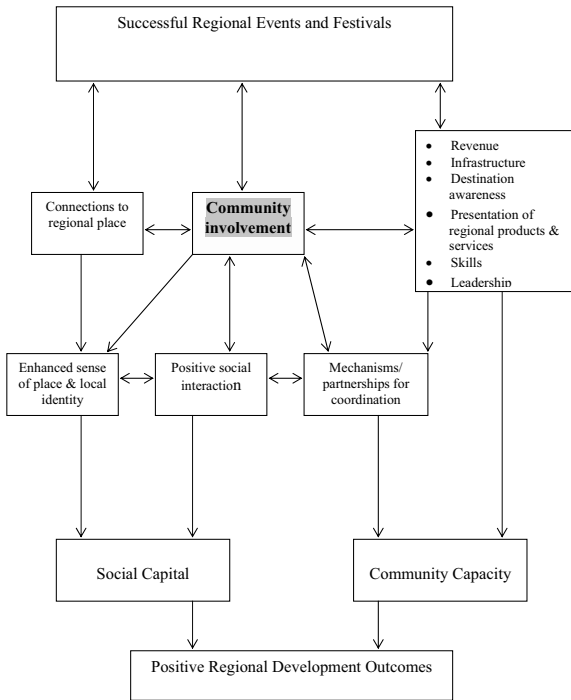 Successful Regional Events and Festivals
Connections to
regional place
Community
involvement
• Revenue
• Infrastructure
• Destination
awareness
• Presentation of
regional products &
services
• Skills
• Leadership
Enhanced sense
of place & local
identity
Positive social
interaction
Mechanisms/
partnerships for
coordination
Social Capital
Community Capacity
Positive Regional Development Outcomes